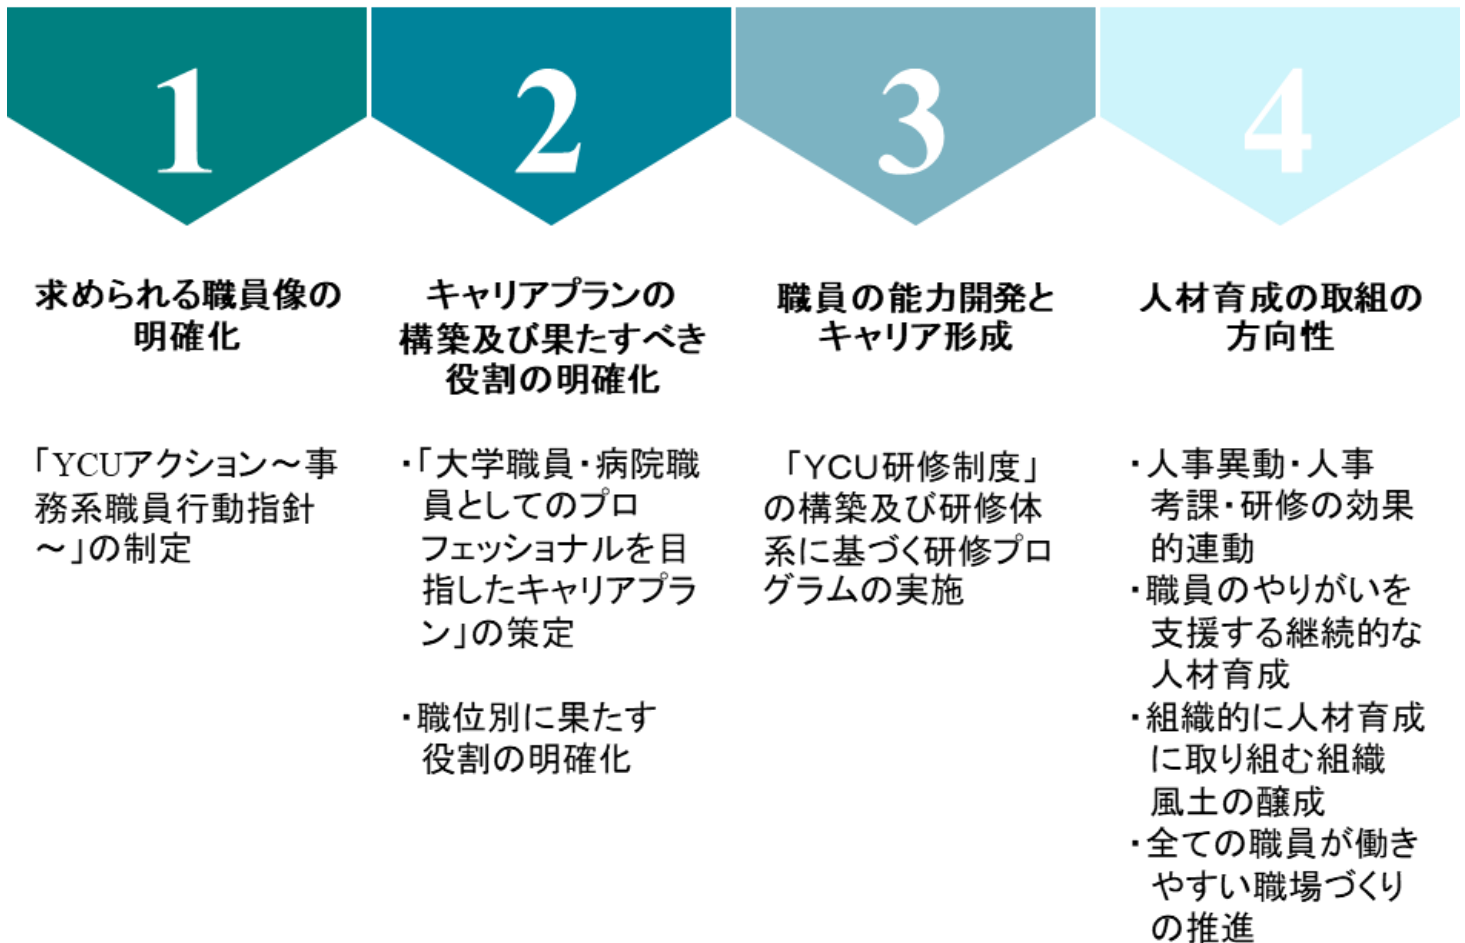 1
求められる職員像の
明確化
「YCUアクション～事
務系職員行動指針
～」の制定
2
キャリアプランの
構築及び果たすべき
役割の明確化
・「大学職員・病院職
員としてのプロ
フェッショナルを目
指したキャリアプラ
ン」の策定
・職位別に果たす
役割の明確化
3
職員の能力開発と
キャリア形成
「YCU研修制度」
の構築及び研修体
系に基づく研修プロ
グラムの実施
4
人材育成の取組の
方向性
・人事異動・人事
考課・研修の効果
的連動
・職員のやりがいを
支援する継続的な
人材育成
・組織的に人材育成
に取り組む組織
風土の醸成
・全ての職員が働き
やすい職場づくり
の推進